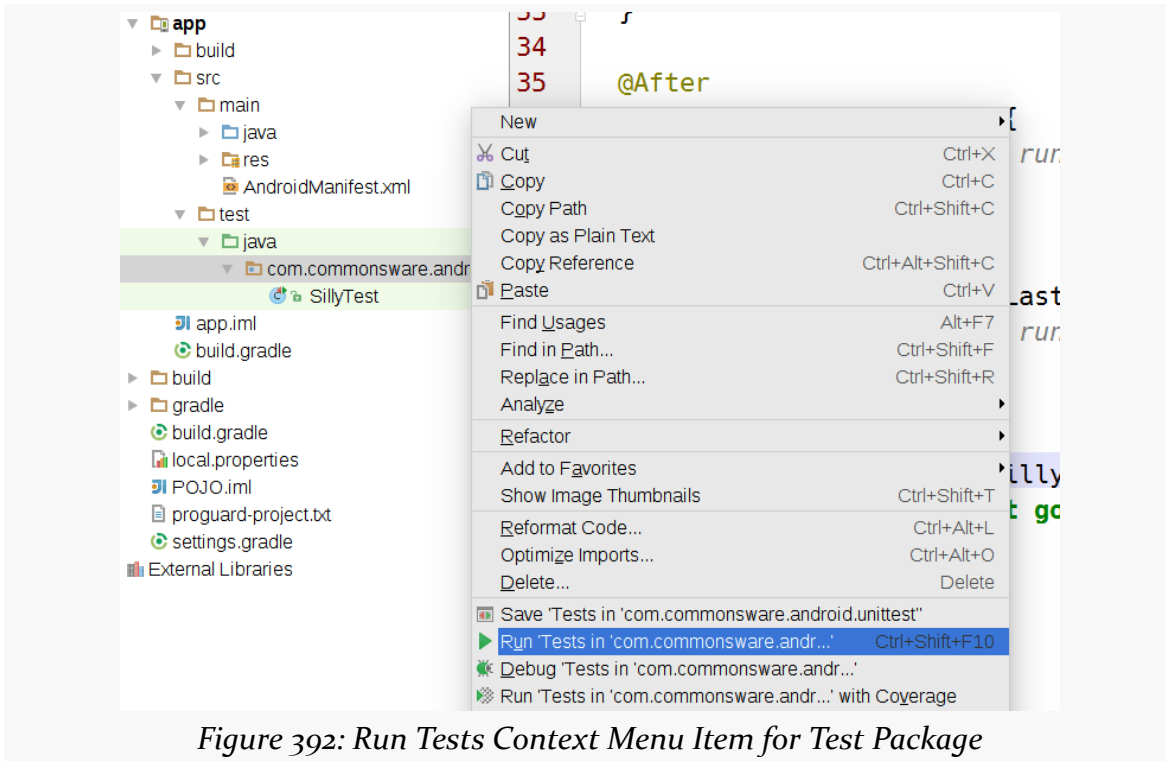 app
build
src
main
java
res
AndroidManifest.xml
test
java
com.commonsware.andr
SillyTest
app.iml
build.gradle
build
gradle
build.gradle
local.properties
POJO.iml
proguard-project.txt
settings.gradle
External Libraries
33 }
34
35 @After
{
run
Last
run
illy
t go
New
Cut Ctrl+X
Copy Ctrl+C
Copy Path Ctrl+Shift+C
Copy as Plain Text
Copy Reference Ctrl+Alt+Shift+C
Paste Ctrl+V
Find Usages Alt+F7
Find in Path... Ctrl+Shift+F
Replace in Path... Ctrl+Shift+R
Analyze
Refactor
Add to Favorites
Show Image Thumbnails Ctrl+Shift+T
Reformat Code... Ctrl+Alt+L
Optimize Imports... Ctrl+Alt+O
Delete... Delete
Save 'Tests in 'com.commonsware.android.unittest''
Run 'Tests in 'com.commonsware.andr...' Ctrl+Shift+F10
Debug 'Tests in 'com.commonsware.andr...'
Run 'Tests in 'com.commonsware.andr...' with Coverage
Figure 392: Run Tests Context Menu Item for Test Package